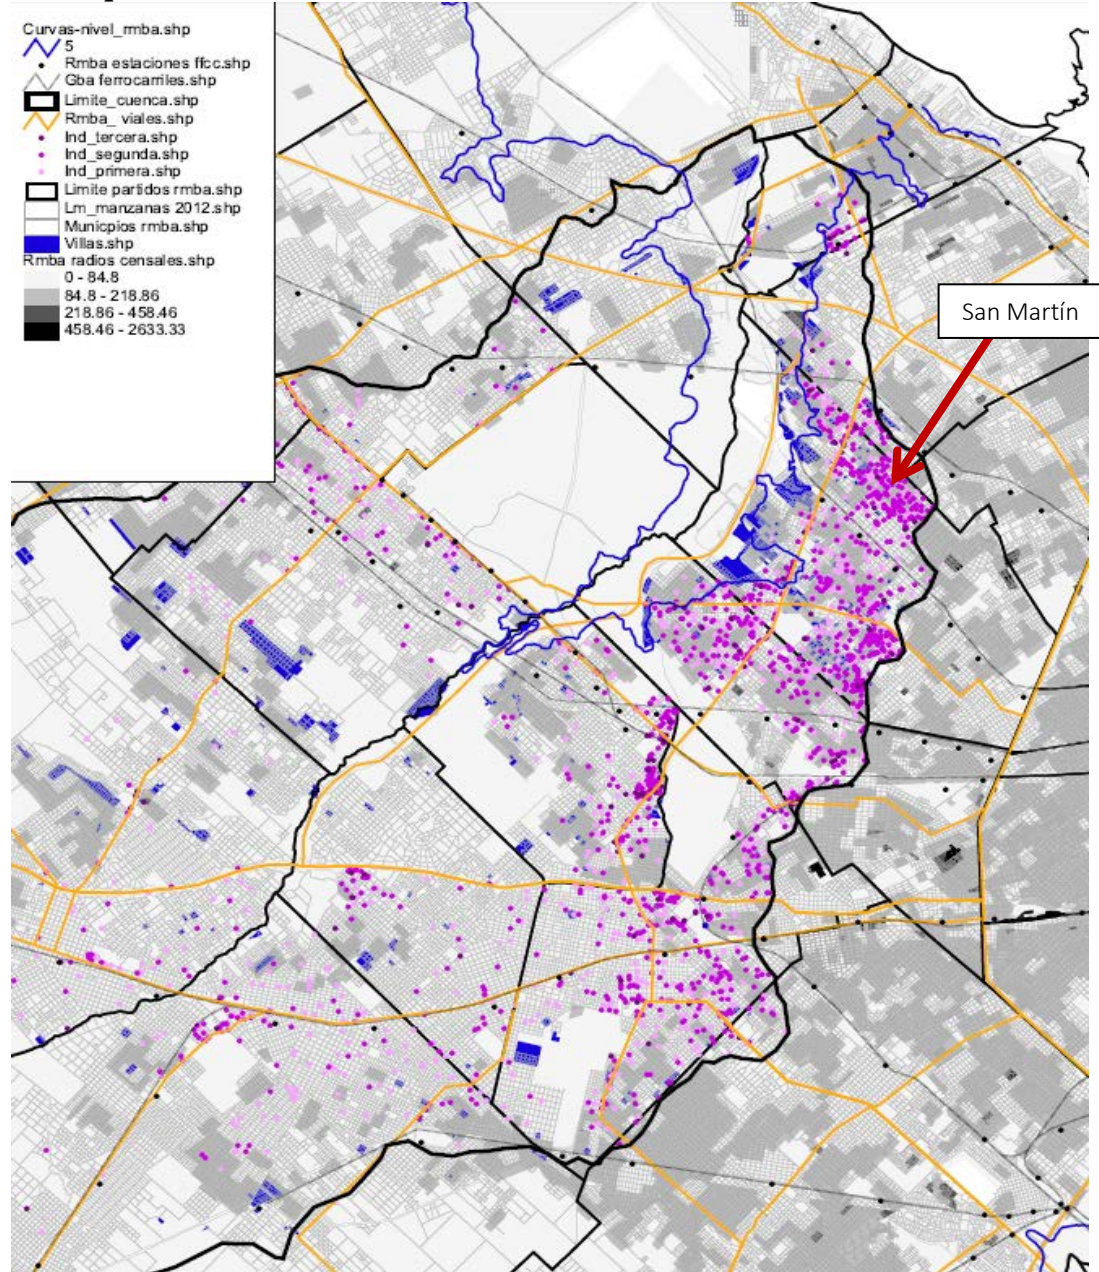 Curvas-nivel_rmba.shp
5
Rmba estaciones ffcc.shp
Gba ferrocarriles.shp
Limite_cuenca.shp
Rmba_ viales.shp
Ind_tercera.shp
Ind_segunda.shp
Ind_primera.shp
Limite partidos rmba.shp
Lm_manzanas 2012.shp
Municpios rmba.shp
Villas.shp
Rmba radios censales.shp
0 - 84.8
84.8 - 218.86
218.86 - 458.46
458.46 - 2633.33
San Martín